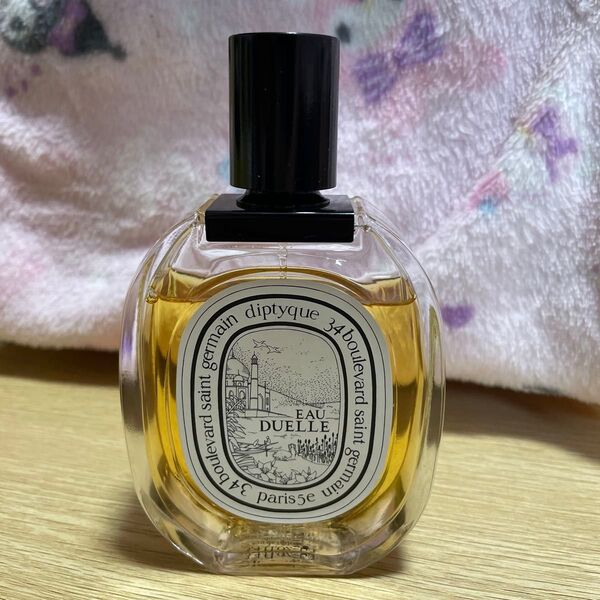 diptyque 34 boulevard saint germain paris5e 34 boulevard saint germain
EAU
DUELLE